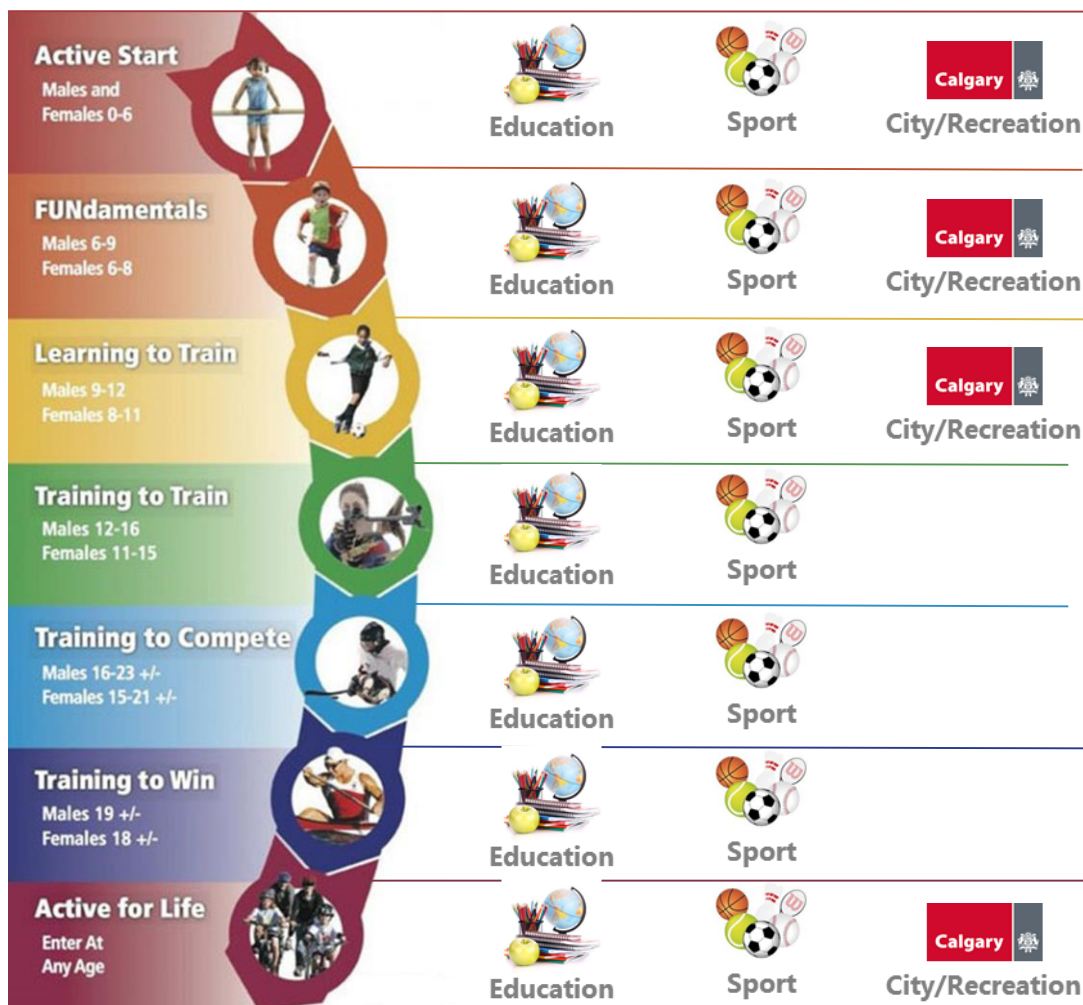 Active Start
Males and
Females 0-6
Education
Sport
Calgary
City/Recreation
FUNdamentals
Males 6-9
Females 6-8
Education
Sport
Calgary
City/Recreation
Learning to Train
Males 9-12
Females 8-11
Education
Sport
Calgary
City/Recreation
Training to Train
Males 12-16
Females 11-15
Education
Sport
Training to Compete
Males 16-23 +/-
Females 15-21 +/-
Education
Sport
Training to Win
Males 19 +/-
Females 18 +/-
Education
Sport
Active for Life
Enter At
Any Age
Education
Sport
Calgary
City/Recreation